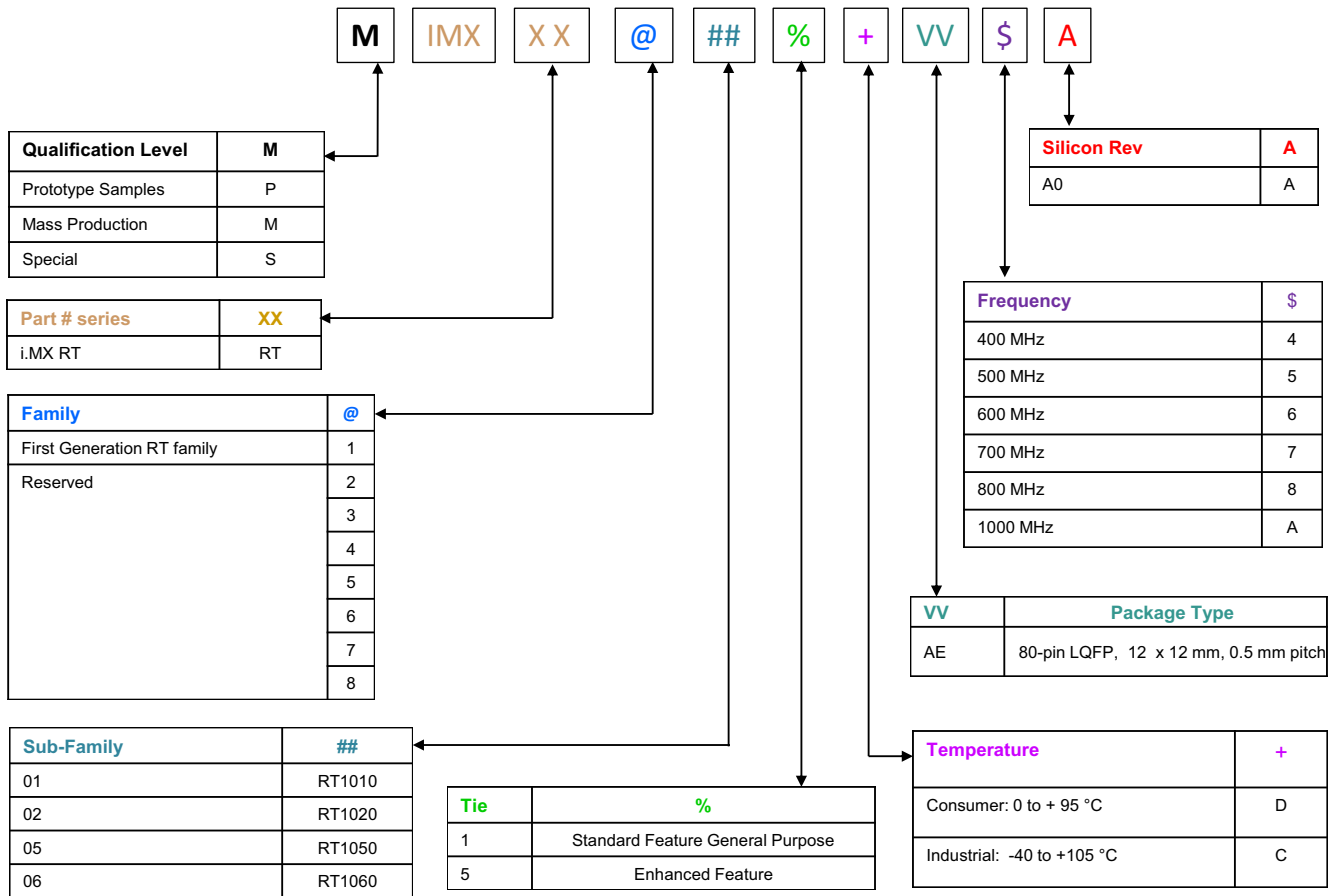 M IMX X X @ ## % + VV $ A
Qualification Level M
Prototype Samples P
Mass Production M
Special S
Part # series XX
i.MX RT RT
Family @
First Generation RT family 1
Reserved 2
3
4
5
6
7
8
Sub-Family ##
01 RT1010
02 RT1020
05 RT1050
06 RT1060
Tie %
1 Standard Feature General Purpose
5 Enhanced Feature
Silicon Rev A
A0 A
Frequency $
400 MHz 4
500 MHz 5
600 MHz 6
700 MHz 7
800 MHz 8
1000 MHz A
VV Package Type
AE 80-pin LQFP, 12 x 12 mm, 0.5 mm pitch
Temperature +
Consumer: 0 to + 95 °C D
Industrial: -40 to +105 °C C